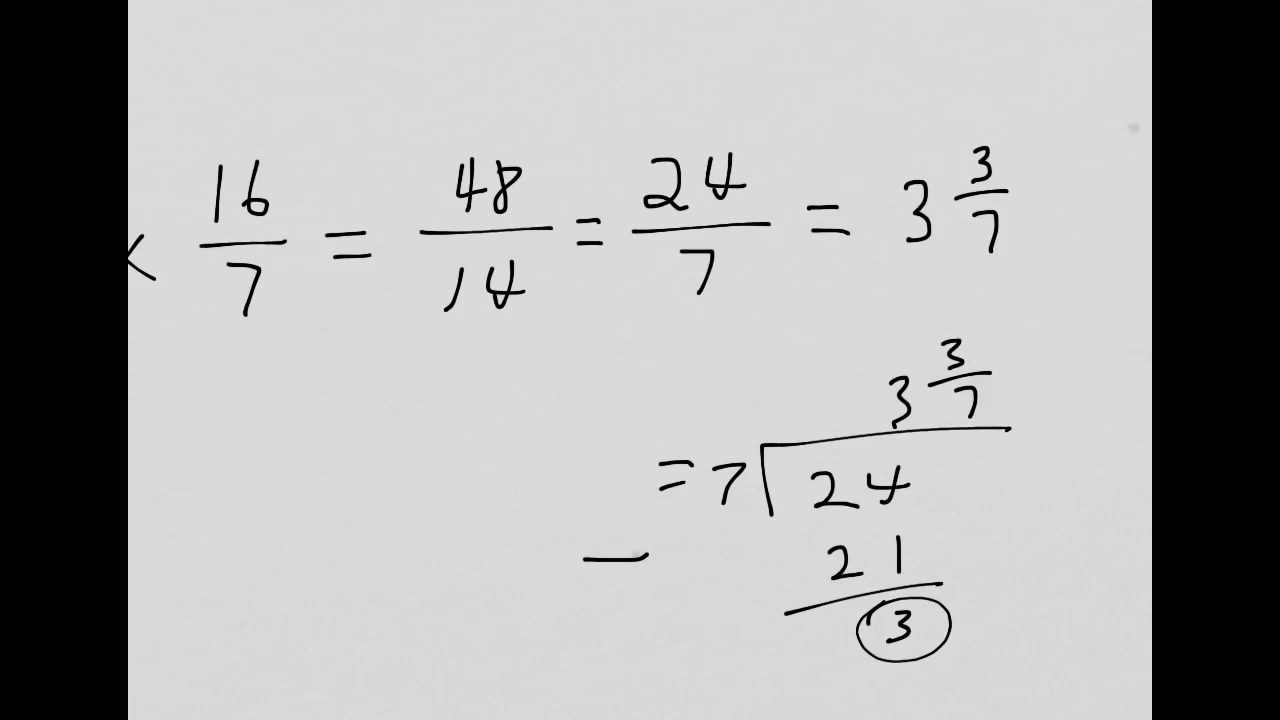 × 16/7 = 48/14 = 24/7 = 3 3/7
3 3/7
= 7 24
— 21
3